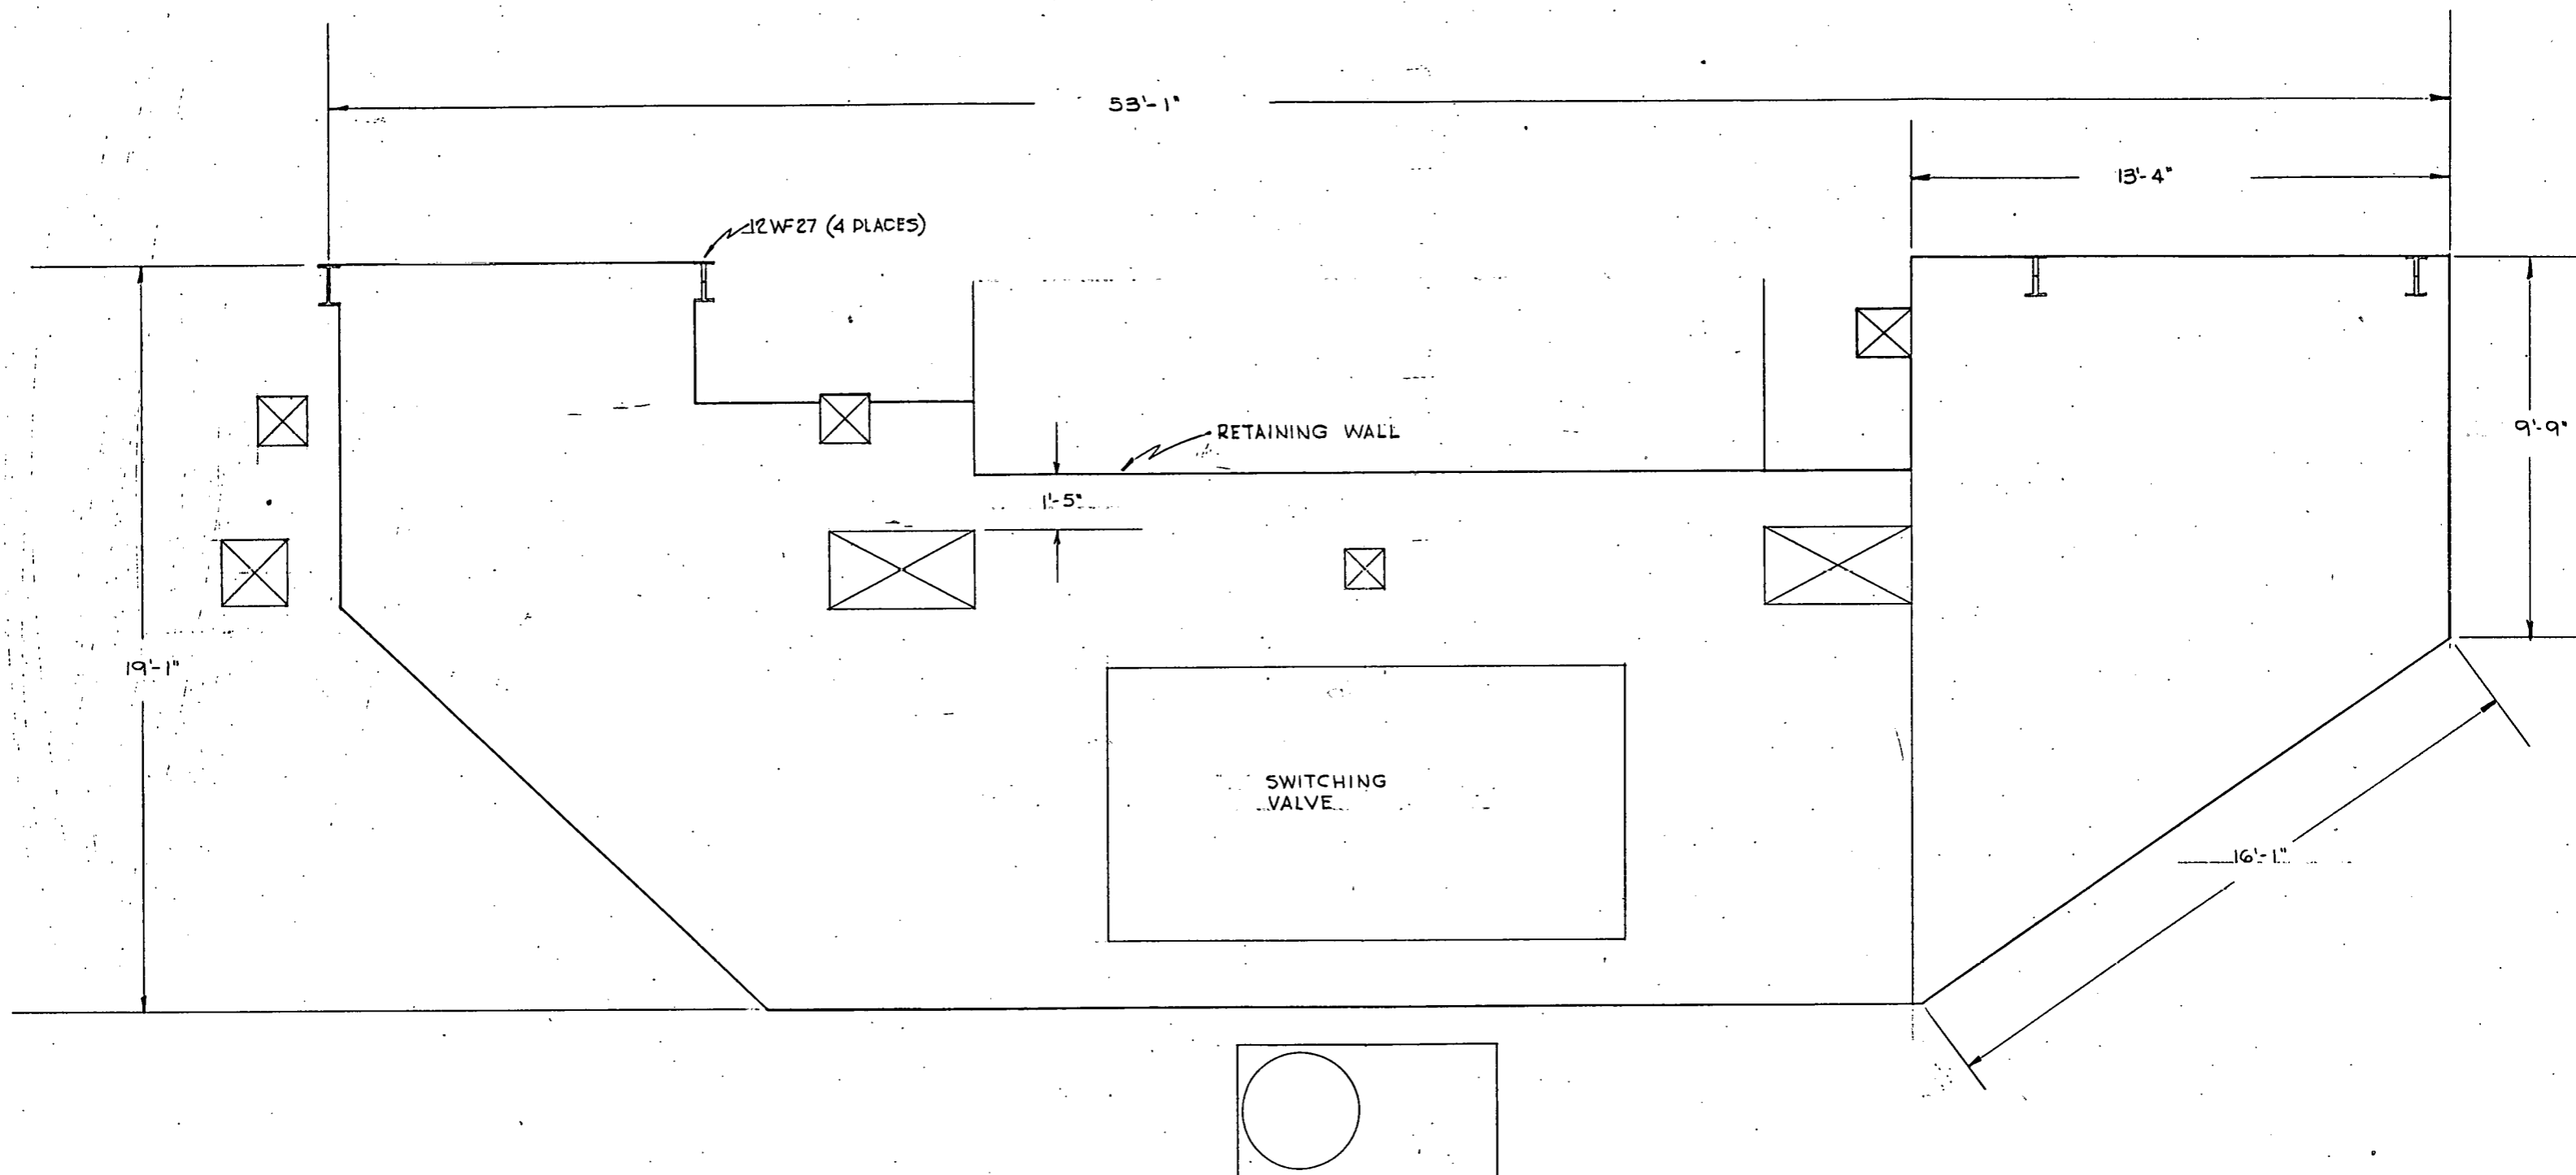 53'-1"
13'-4"
12WF27 (4 PLACES)
9'-9"
RETAINING WALL
1'-5"
19'-1"
SWITCHING
VALVE
16'-1"